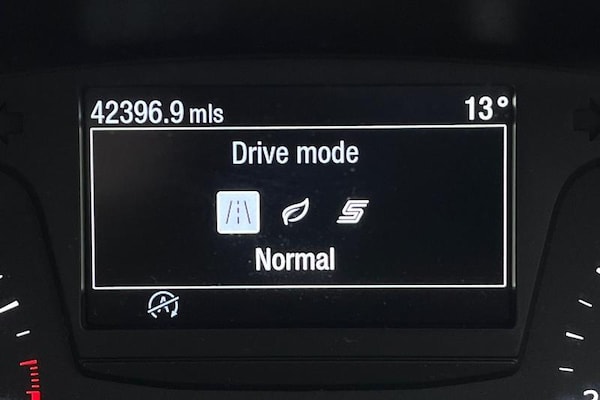 42396.9 mls 13°
Drive mode
S
Normal
A